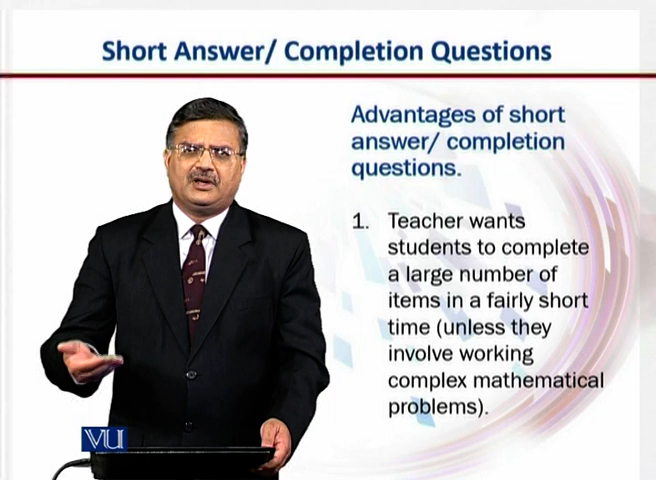 Short Answer/ Completion Questions
Advantages of short
answer/ completion
questions.
1. Teacher wants
students to complete
a large number of
items in a fairly short
time (unless they
involve working
complex mathematical
problems).
VU